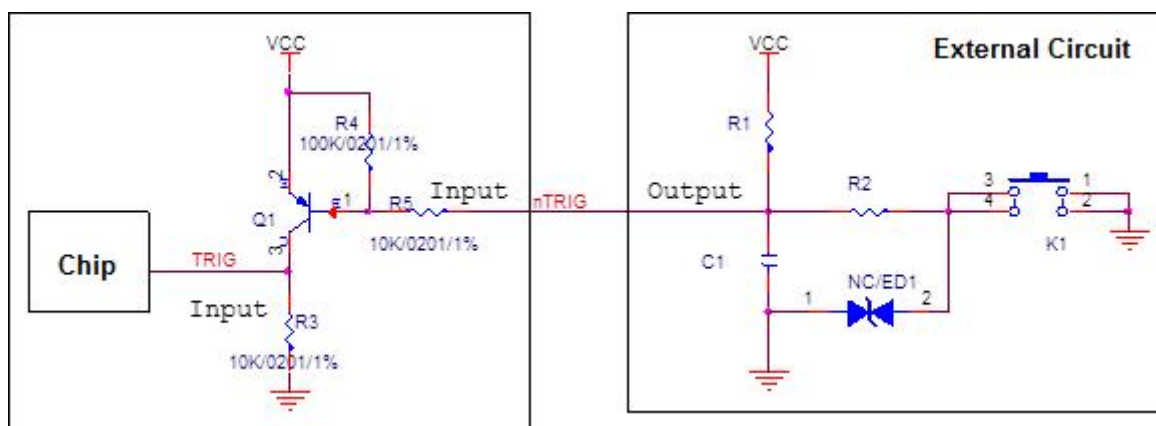 VCC
VCC
External Circuit
R4
100K/0201/1%
R1
2
1
Input
nTRIG
Output
R2
3
1
4
2
Q1
R5
10K/0201/1%
K1
3
Chip
TRIG
C1
NC/ED1
1
2
Input
R3
10K/0201/1%